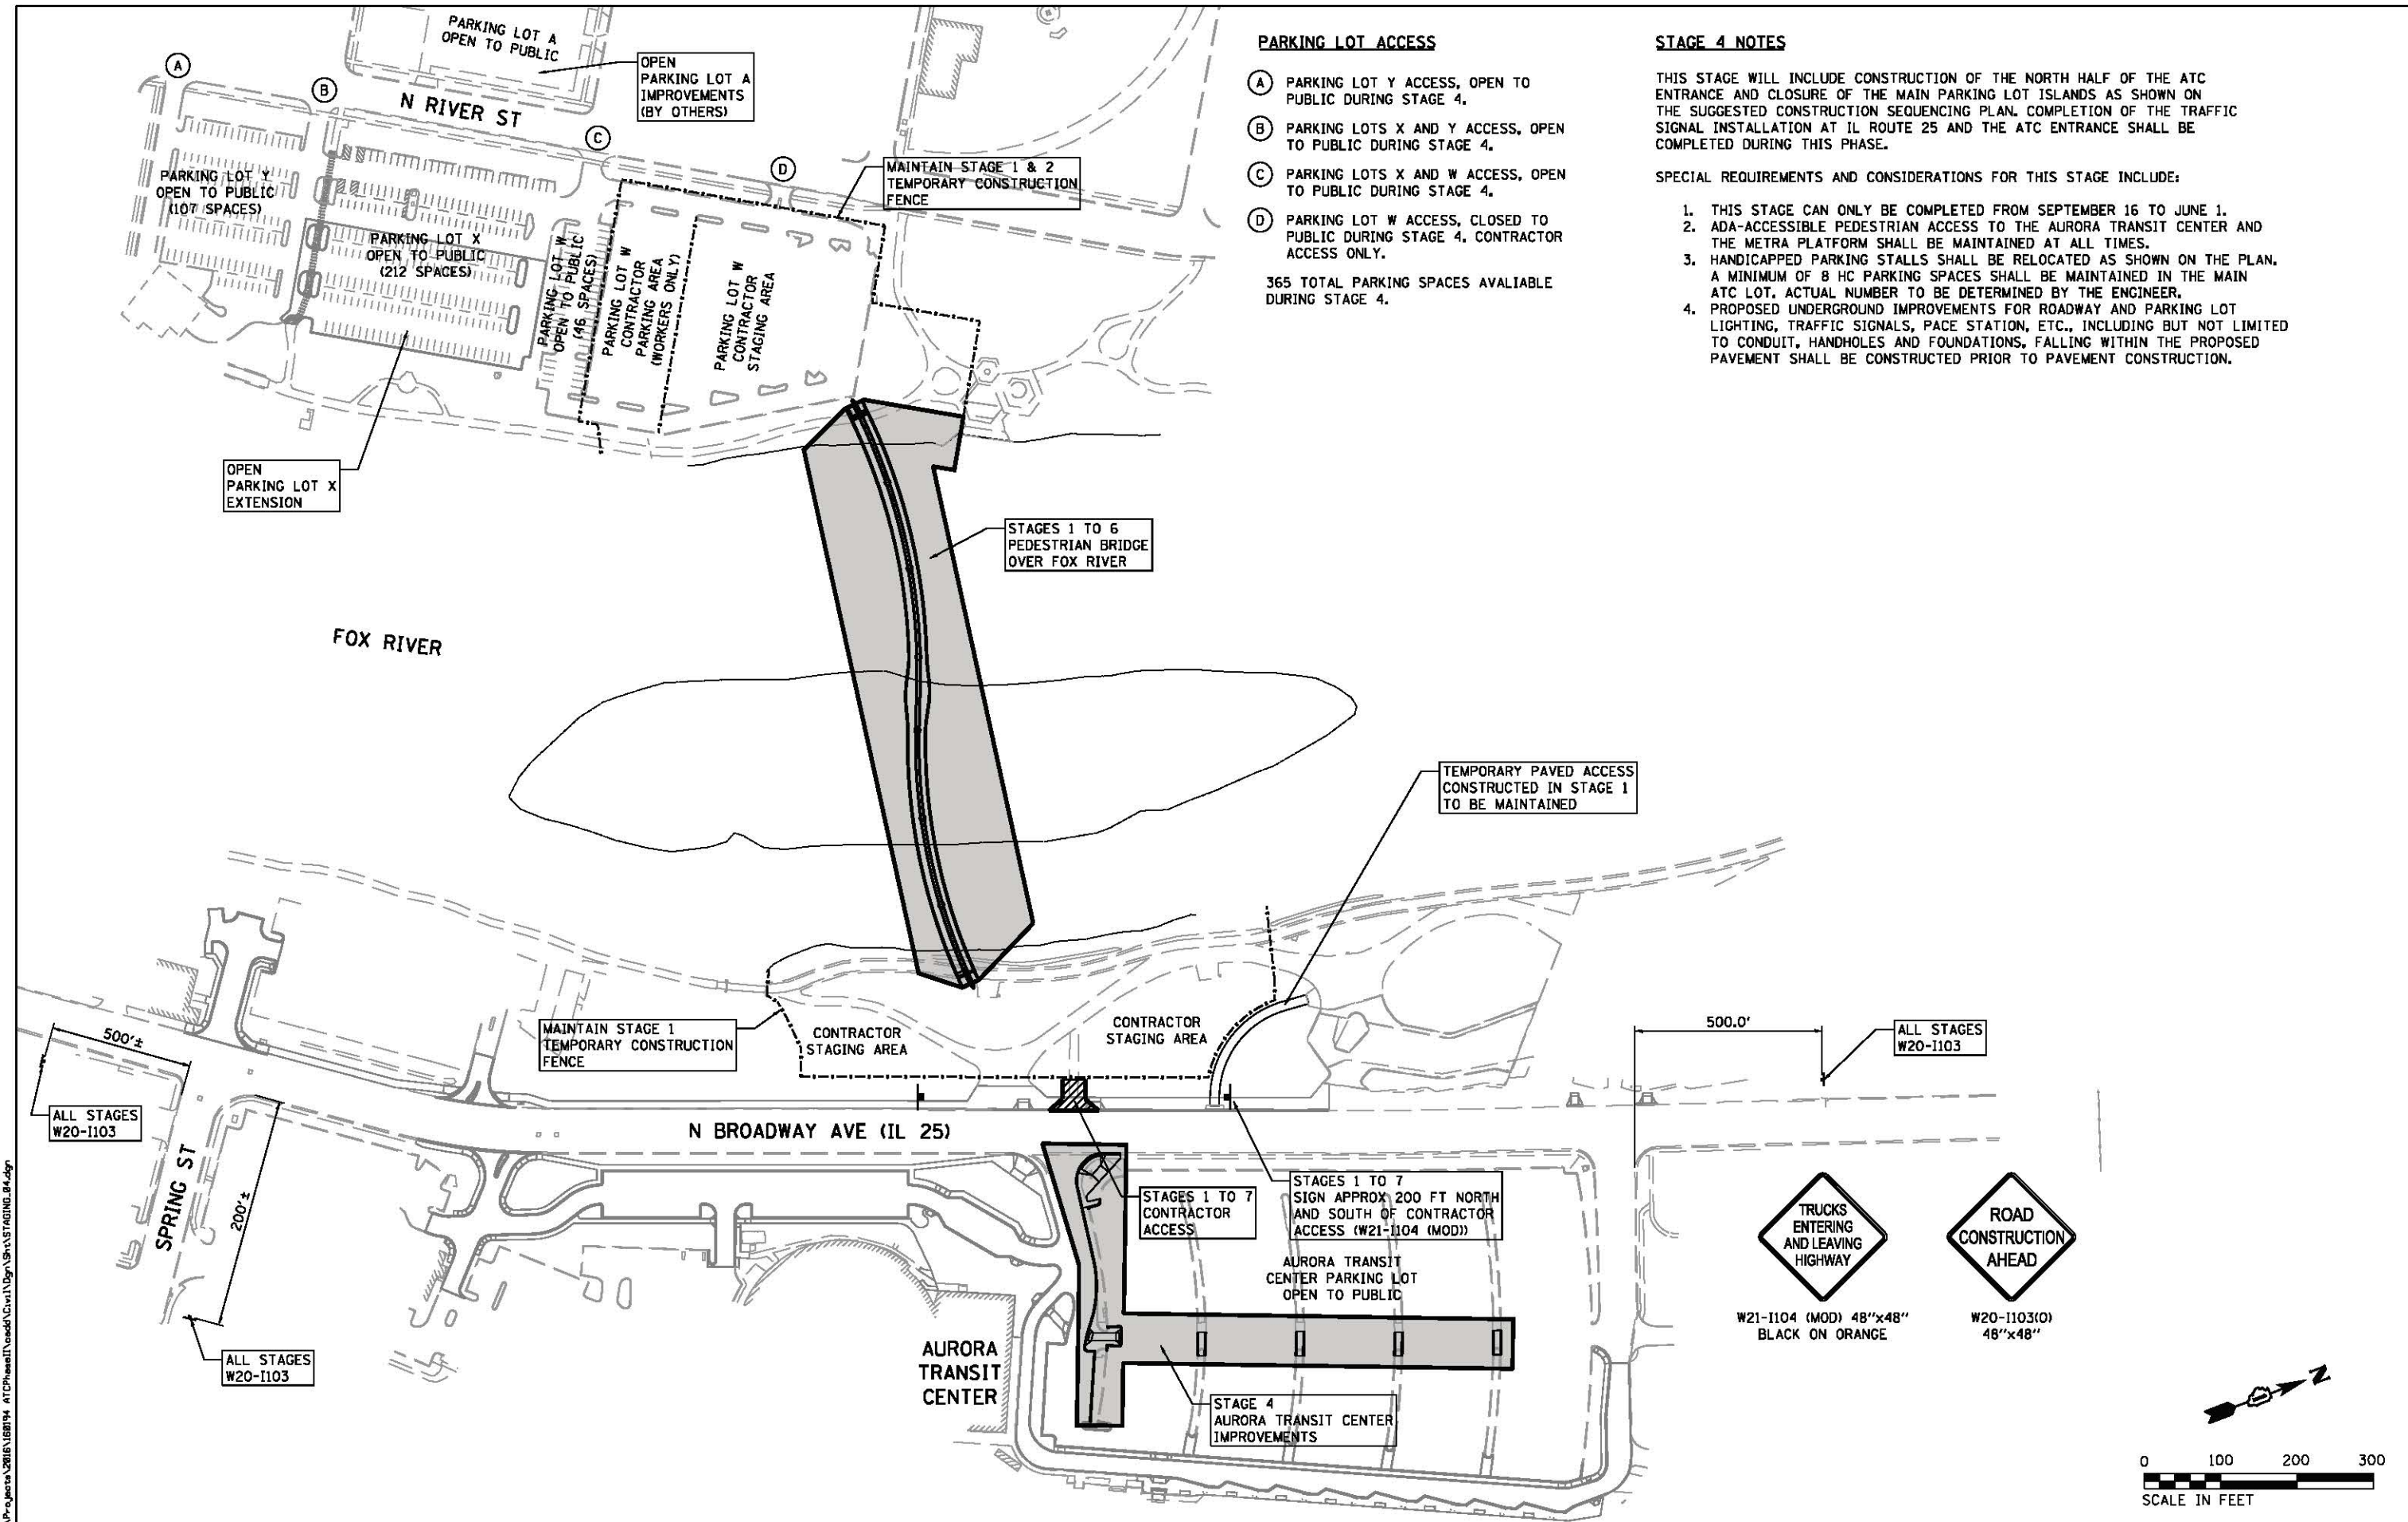 PARKING LOT A
OPEN TO PUBLIC
OPEN
PARKING LOT A
IMPROVEMENTS
(BY OTHERS)
A
B
N RIVER ST
C
D
MAINTAIN STAGE 1 & 2
TEMPORARY CONSTRUCTION
FENCE
PARKING LOT Y
OPEN TO PUBLIC
(107 SPACES)
PARKING LOT X
OPEN TO PUBLIC
(212 SPACES)
PARKING LOT W
OPEN TO PUBLIC
(46 SPACES)
PARKING LOT W
CONTRACTOR
PARKING AREA
(WORKERS ONLY)
PARKING LOT W
CONTRACTOR
STAGING AREA
OPEN
PARKING LOT X
EXTENSION
PARKING LOT ACCESS
A PARKING LOT Y ACCESS, OPEN TO
PUBLIC DURING STAGE 4.
B PARKING LOTS X AND Y ACCESS, OPEN
TO PUBLIC DURING STAGE 4.
C PARKING LOTS X AND W ACCESS, OPEN
TO PUBLIC DURING STAGE 4.
D PARKING LOT W ACCESS, CLOSED TO
PUBLIC DURING STAGE 4. CONTRACTOR
ACCESS ONLY.
365 TOTAL PARKING SPACES AVALIABLE
DURING STAGE 4.
STAGE 4 NOTES
THIS STAGE WILL INCLUDE CONSTRUCTION OF THE NORTH HALF OF THE ATC
ENTRANCE AND CLOSURE OF THE MAIN PARKING LOT ISLANDS AS SHOWN ON
THE SUGGESTED CONSTRUCTION SEQUENCING PLAN. COMPLETION OF THE TRAFFIC
SIGNAL INSTALLATION AT IL ROUTE 25 AND THE ATC ENTRANCE SHALL BE
COMPLETED DURING THIS PHASE.
SPECIAL REQUIREMENTS AND CONSIDERATIONS FOR THIS STAGE INCLUDE:
1. THIS STAGE CAN ONLY BE COMPLETED FROM SEPTEMBER 16 TO JUNE 1.
2. ADA-ACCESSIBLE PEDESTRIAN ACCESS TO THE AURORA TRANSIT CENTER AND
THE METRA PLATFORM SHALL BE MAINTAINED AT ALL TIMES.
3. HANDICAPPED PARKING STALLS SHALL BE RELOCATED AS SHOWN ON THE PLAN.
A MINIMUM OF 8 HC PARKING SPACES SHALL BE MAINTAINED IN THE MAIN
ATC LOT. ACTUAL NUMBER TO BE DETERMINED BY THE ENGINEER.
4. PROPOSED UNDERGROUND IMPROVEMENTS FOR ROADWAY AND PARKING LOT
LIGHTING, TRAFFIC SIGNALS, PACE STATION, ETC., INCLUDING BUT NOT LIMITED
TO CONDUIT, HANDHOLES AND FOUNDATIONS, FALLING WITHIN THE PROPOSED
PAVEMENT SHALL BE CONSTRUCTED PRIOR TO PAVEMENT CONSTRUCTION.
STAGES 1 TO 6
PEDESTRIAN BRIDGE
OVER FOX RIVER
FOX RIVER
TEMPORARY PAVED ACCESS
CONSTRUCTED IN STAGE 1
TO BE MAINTAINED
MAINTAIN STAGE 1
TEMPORARY CONSTRUCTION
FENCE
CONTRACTOR
STAGING AREA
CONTRACTOR
STAGING AREA
500'±
ALL STAGES
W20-I103
500.0'
ALL STAGES
W20-I103
N BROADWAY AVE (IL 25)
SPRING ST
200'±
ALL STAGES
W20-I103
STAGES 1 TO 7
CONTRACTOR
ACCESS
STAGES 1 TO 7
SIGN APPROX 200 FT NORTH
AND SOUTH OF CONTRACTOR
ACCESS (W21-I104 (MOD))
AURORA TRANSIT
CENTER PARKING LOT
OPEN TO PUBLIC
AURORA
TRANSIT
CENTER
STAGE 4
AURORA TRANSIT CENTER
IMPROVEMENTS
TRUCKS
ENTERING
AND LEAVING
HIGHWAY
W21-I104 (MOD) 48"x48"
BLACK ON ORANGE
ROAD
CONSTRUCTION
AHEAD
W20-I103(O)
48"x48"
N
0 100 200 300
SCALE IN FEET
\Projects\2016\160194 ATCPhaseII\cadd\Civil\Dgn\Sht\STAGING_04.dgn